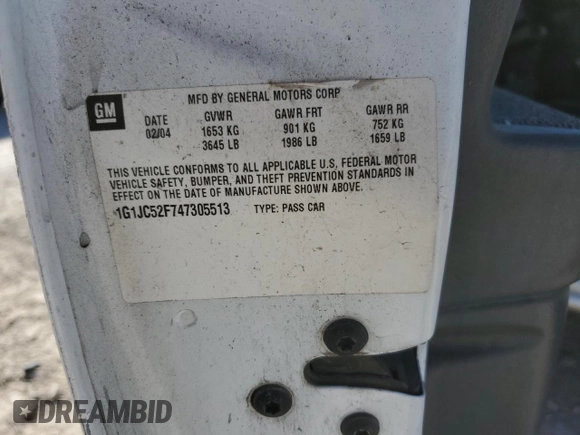 GM
MFD BY GENERAL MOTORS CORP
DATE GVWR GAWR FRT GAWR RR
02/04 1653 KG 901 KG 752 KG
3645 LB 1986 LB 1659 LB
THIS VEHICLE CONFORMS TO ALL APPLICABLE U.S. FEDERAL MOTOR
VEHICLE SAFETY, BUMPER, AND THEFT PREVENTION STANDARDS IN
EFFECT ON THE DATE OF MANUFACTURE SHOWN ABOVE.
1G1JC52F747305513 TYPE: PASS CAR
DREAMBID